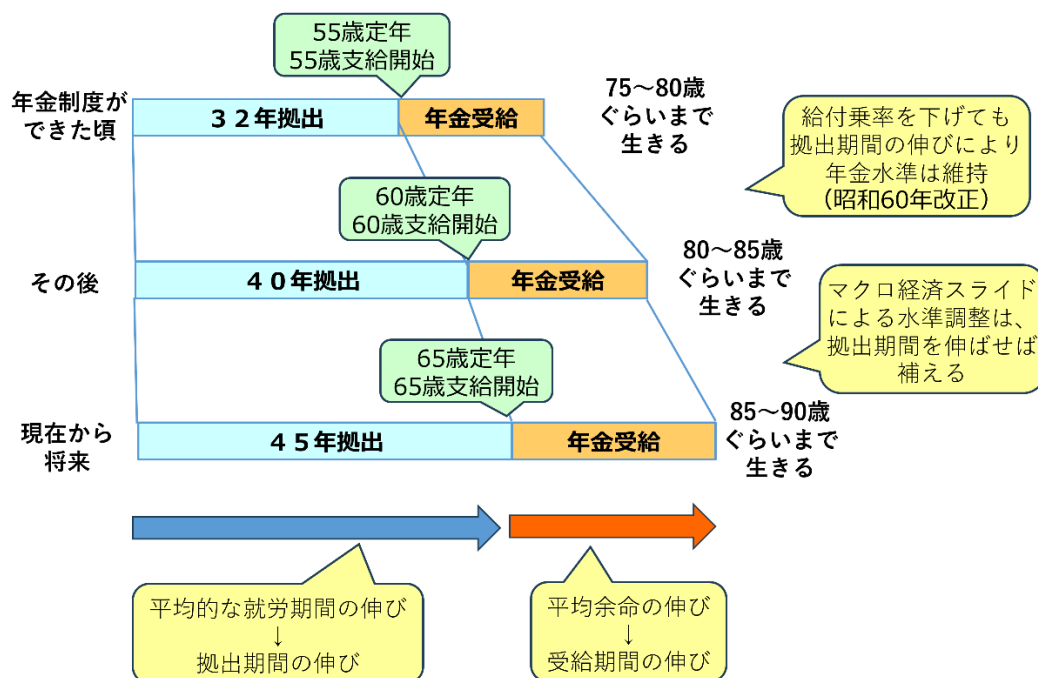 55歳定年
55歳支給開始
年金制度が
できた頃
３２年拠出
年金受給
75～80歳
ぐらいまで
生きる
給付乗率を下げても
拠出期間の伸びにより
年金水準は維持
（昭和60年改正）
60歳定年
60歳支給開始
その後
４０年拠出
年金受給
80～85歳
ぐらいまで
生きる
マクロ経済スライド
による水準調整は、
拠出期間を伸ばせば
補える
65歳定年
65歳支給開始
現在から
将来
４５年拠出
年金受給
85～90歳
ぐらいまで
生きる
平均的な就労期間の伸び
↓
拠出期間の伸び
平均余命の伸び
↓
受給期間の伸び